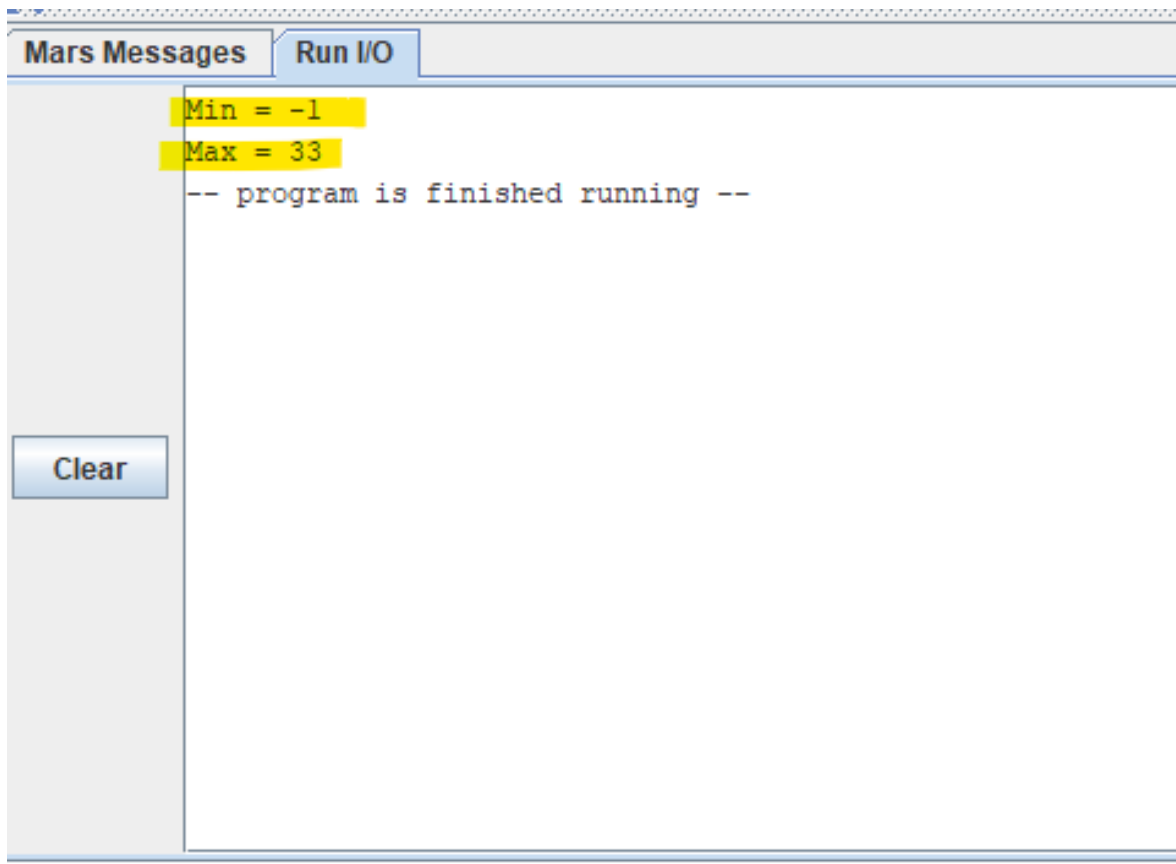 Mars Messages Run I/O
Min = -1
Max = 33
-- program is finished running --
Clear